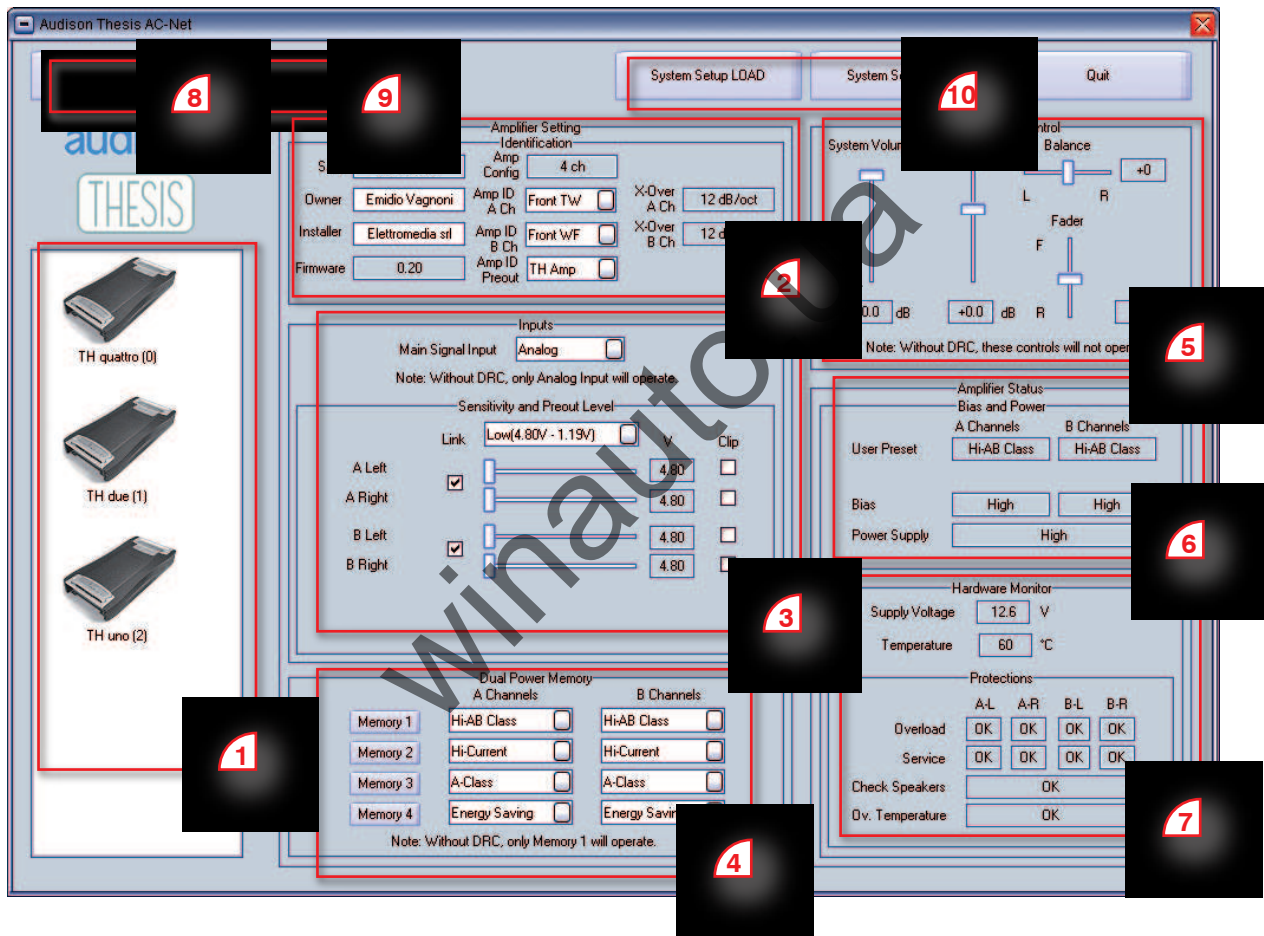 Audison Thesis AC-Net
System Setup LOAD
Quit
8
9
10
THESIS
TH quattro (0)
TH due (1)
TH uno (2)
1
Amplifier Setting
Identification
Amp Config 4 ch
Owner Emidio Vagnoni Amp ID A Ch Front TW X-Over A Ch 12 dB/oct
Installer Elettromedia srl Amp ID B Ch Front WF X-Over B Ch 12
Firmware 0.20 Amp ID Preout TH Amp
2
Inputs
Main Signal Input Analog
Note: Without DRC, only Analog Input will operate.
Sensitivity and Preout Level
Link Low(4.80V - 1.19V) V Clip
A Left 4.80
A Right 4.80
B Left 4.80
B Right 4.80
3
Dual Power Memory
A Channels B Channels
Memory 1 Hi-AB Class Hi-AB Class
Memory 2 Hi-Current Hi-Current
Memory 3 A-Class A-Class
Memory 4 Energy Saving Energy
Note: Without DRC, only Memory 1 will operate.
4
System Balance
+0
L R
Fader
F
dB +0.0 dB R
Note: Without DRC, these controls will not
5
Amplifier Status
Bias and Power
A Channels B Channels
User Preset Hi-AB Class Hi-AB Class
Bias High High
Power Supply High
6
Hardware Monitor
Supply Voltage 12.6 V
Temperature 60 °C
Protections
A-L A-R B-L B-R
Overload OK OK OK OK
Service OK OK OK OK
Check Speakers OK
Ov. Temperature OK
7
winauto.ua